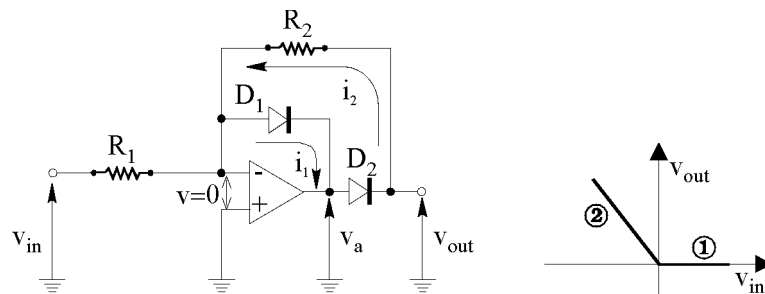 R2
D1
i2
R1
i1
D2
-
v=0
+
vin
va
vout
vout
②
①
vin